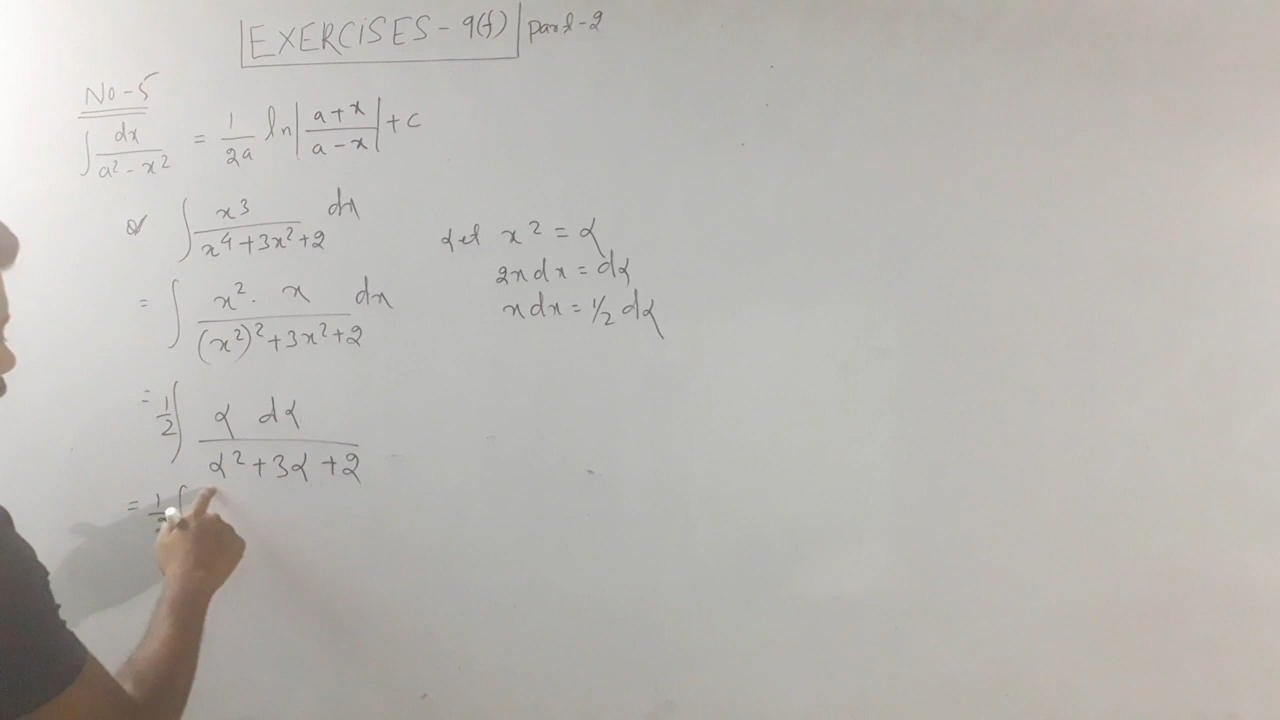 EXERCISES - 9(f) Part - 2
No - 5
∫ dx / (a² - x²) = 1/2a ln |(a + x)/(a - x)| + c
∫ x³ / (x⁴ + 3x² + 2) dx
Let x² = α
2x dx = dα
= ∫ x² · x / ((x²)² + 3x² + 2) dx
x dx = 1/2 dα
= 1/2 ∫ α dα / (α² + 3α + 2)
= 1/2 ∫